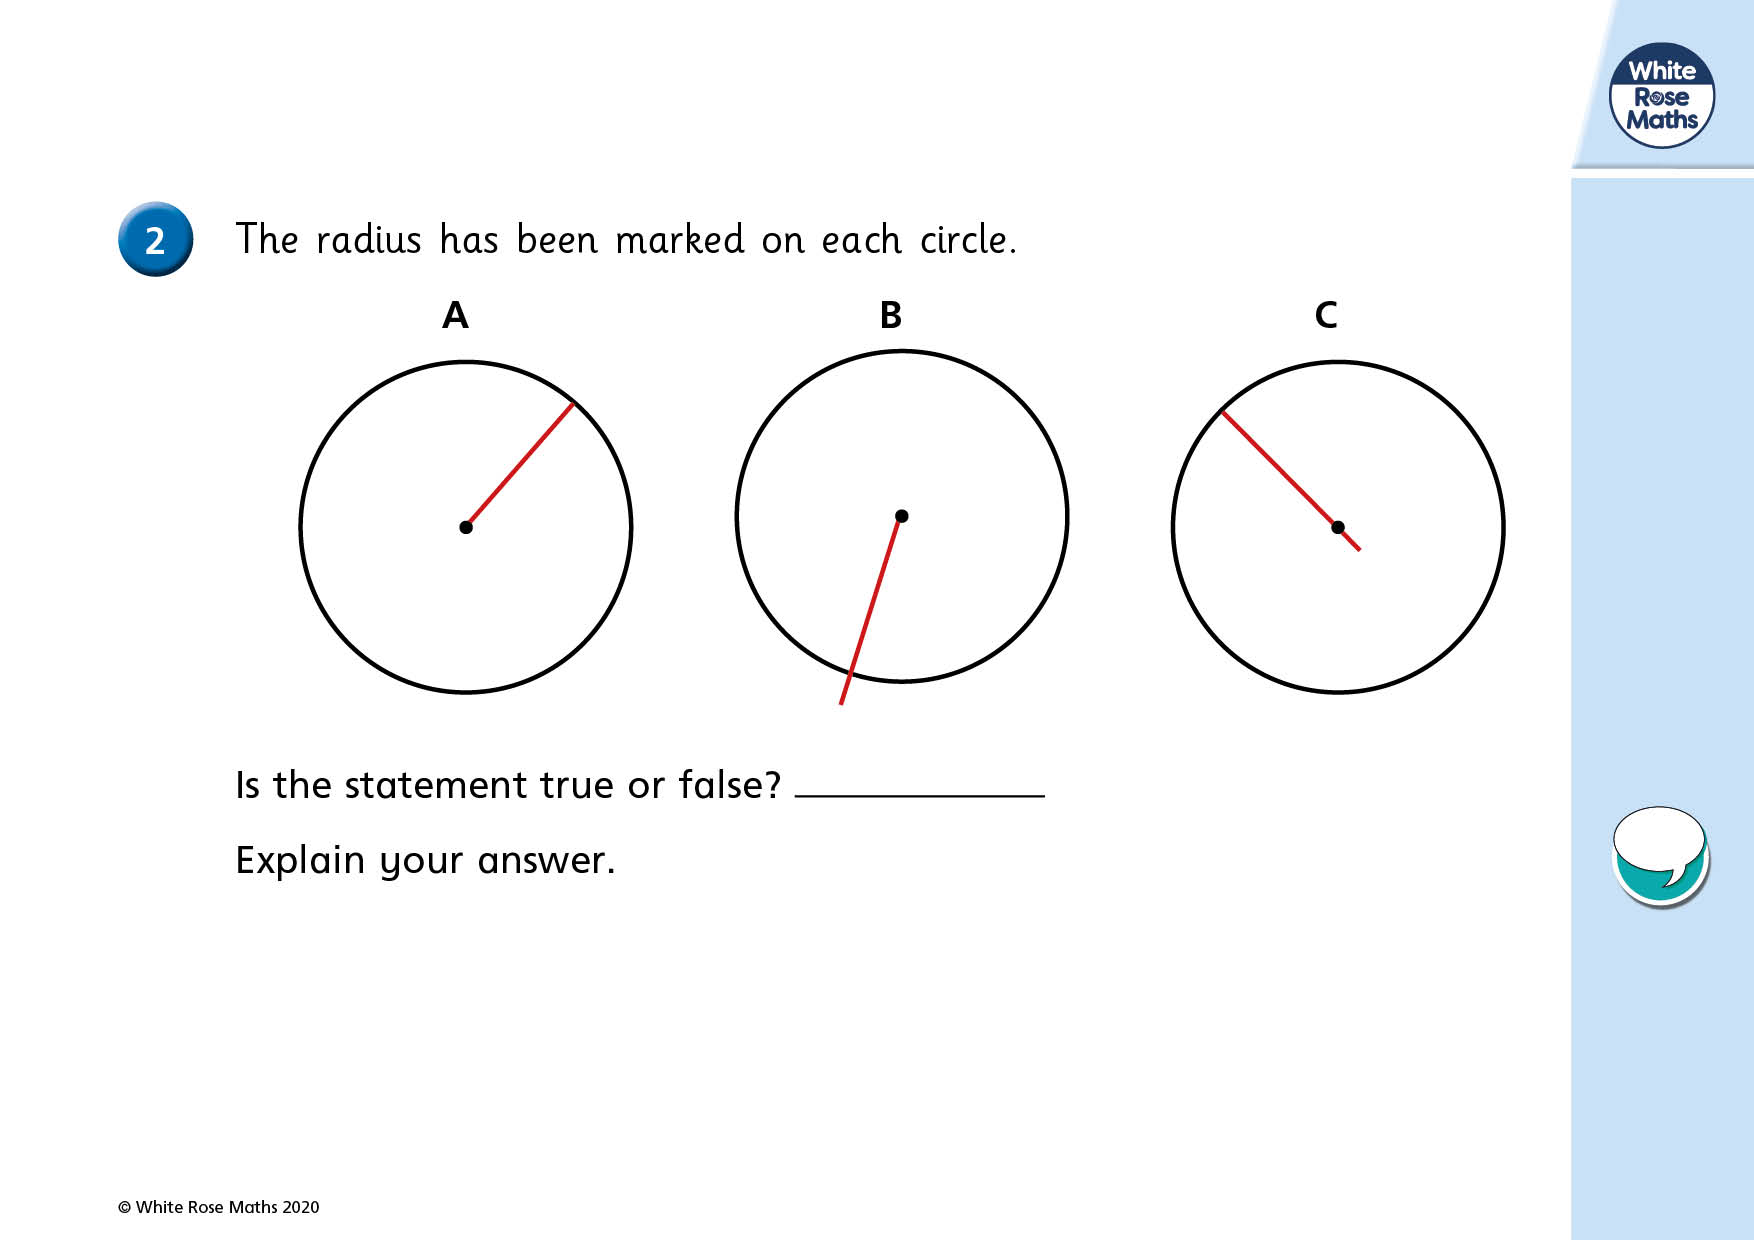 White
Rose
Maths
2 The radius has been marked on each circle.
A B C
Is the statement true or false?
Explain your answer.
© White Rose Maths 2020